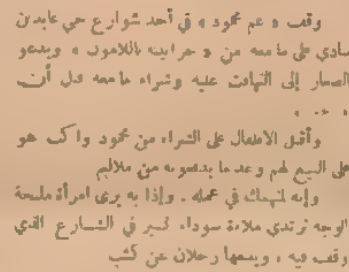 وقف « عم محمود » في أحد شوارع حي عابدين
ينادي على ما معه من « حرانيت اللامون » ويدعو
الصغار إلى التهافت عليه وشراء ما معه قبل أن
وأقبل الأطفال على الشراء من محمود وأكب هو
على البيع لهم وعد ما يدفعونه من ملاليم
وإنه لمنهمك في عمله . وإذا به يرى امرأة مليحة
الوجه ترتدي ملاءة سوداء تسير في الشارع الذي
وقف فيه ، ويتبعها رجلان عن كثب